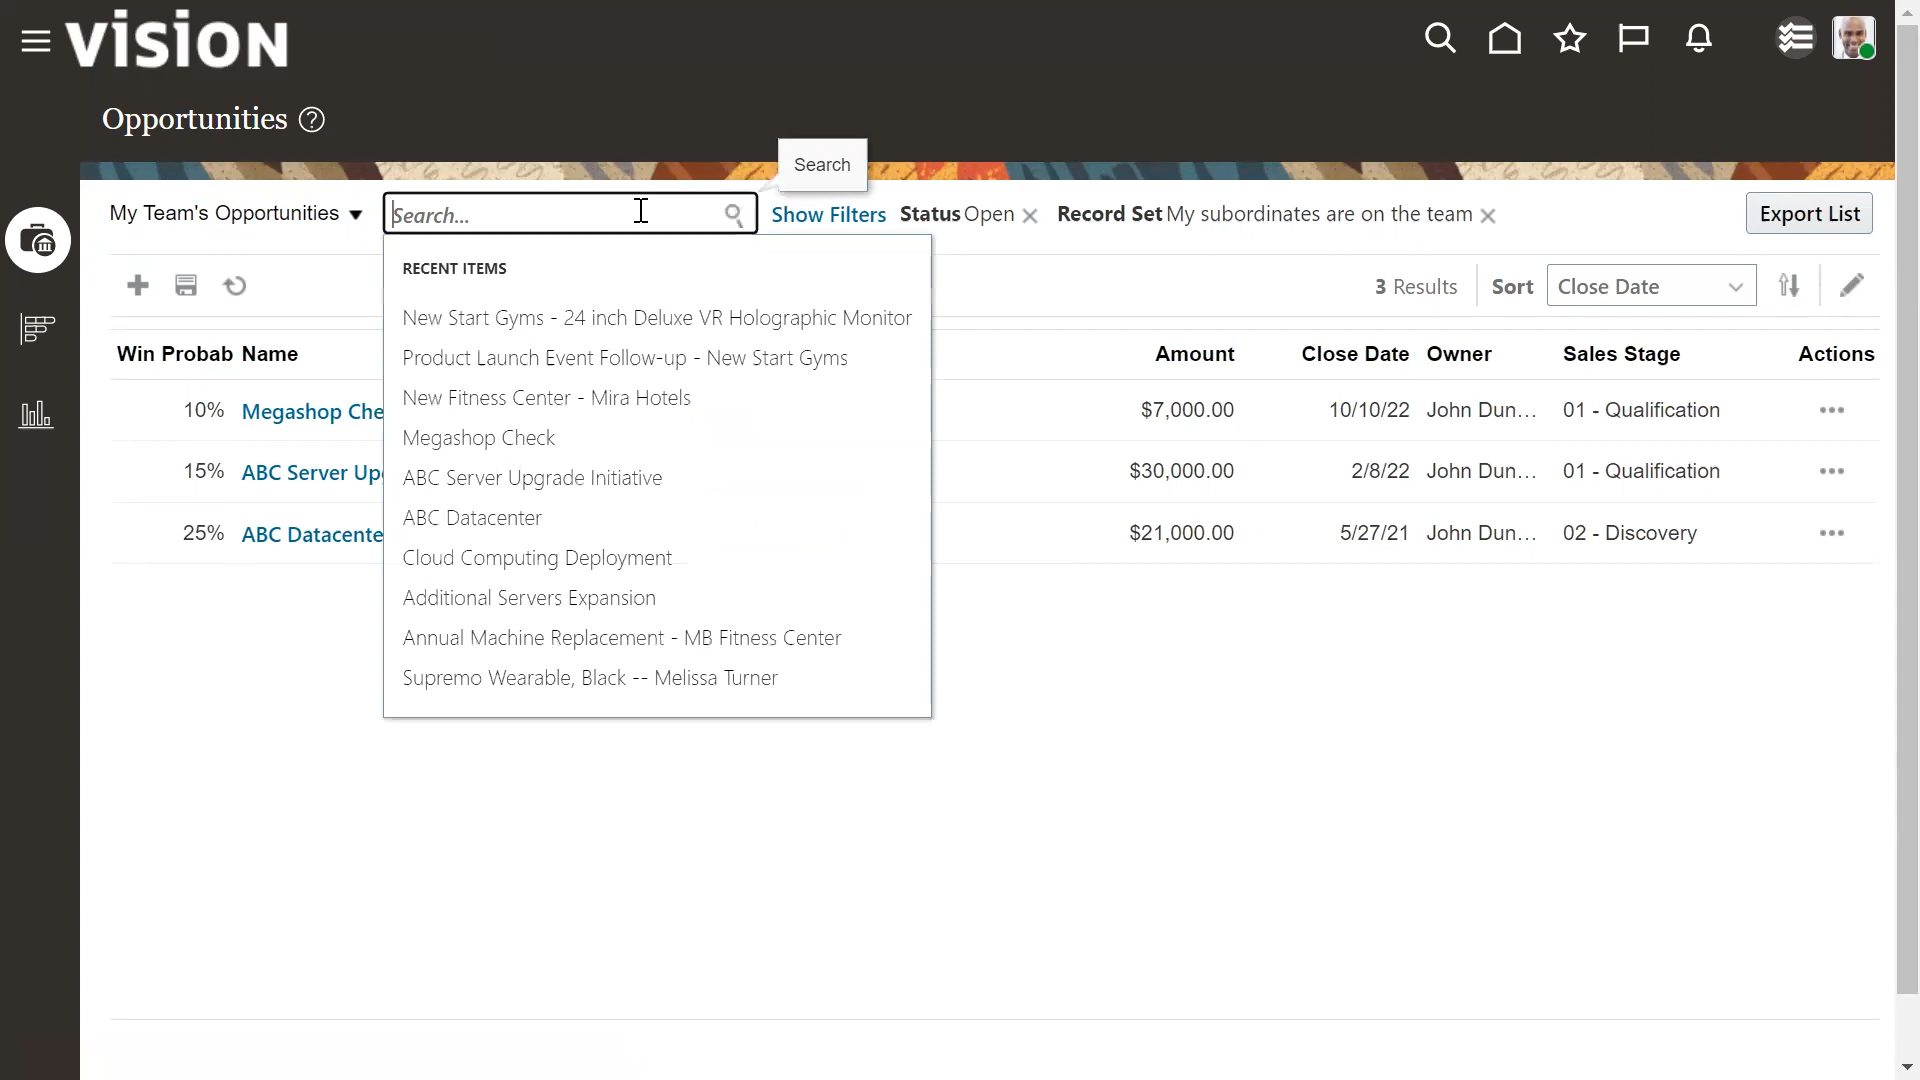 vision
Opportunities ?
Search
My Team's Opportunities Search... Show Filters Status Open Record Set My subordinates are on the team Export List
RECENT ITEMS
3 Results Sort Close Date
New Start Gyms - 24 inch Deluxe VR Holographic Monitor
Product Launch Event Follow-up - New Start Gyms
New Fitness Center - Mira Hotels
Megashop Check
ABC Server Upgrade Initiative
ABC Datacenter
Cloud Computing Deployment
Additional Servers Expansion
Annual Machine Replacement - MB Fitness Center
Supremo Wearable, Black -- Melissa Turner
Win Probab Name Amount Close Date Owner Sales Stage Actions
10% Megashop Che $7,000.00 10/10/22 John Dun... 01 - Qualification
15% ABC Server Up $30,000.00 2/8/22 John Dun... 01 - Qualification
25% ABC Datacente $21,000.00 5/27/21 John Dun... 02 - Discovery